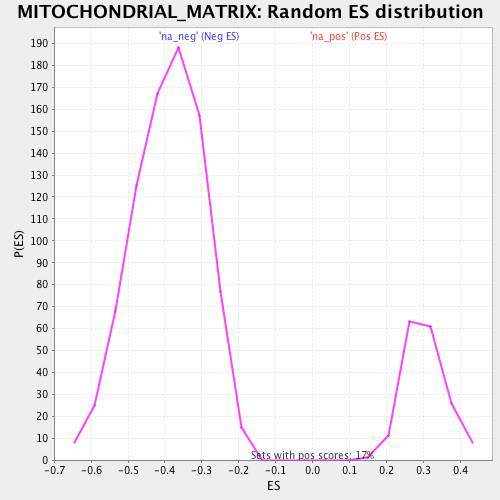 MITOCHONDRIAL_MATRIX: Random ES distribution
'na_neg' (Neg ES)
'na_pos' (Pos ES)
190
180
170
160
150
140
130
120
110
100
90
80
70
60
50
40
30
20
10
0
P(ES)
Sets with pos scores: 17%
-0.7 -0.6 -0.5 -0.4 -0.3 -0.2 -0.1 0.0 0.1 0.2 0.3 0.4
ES